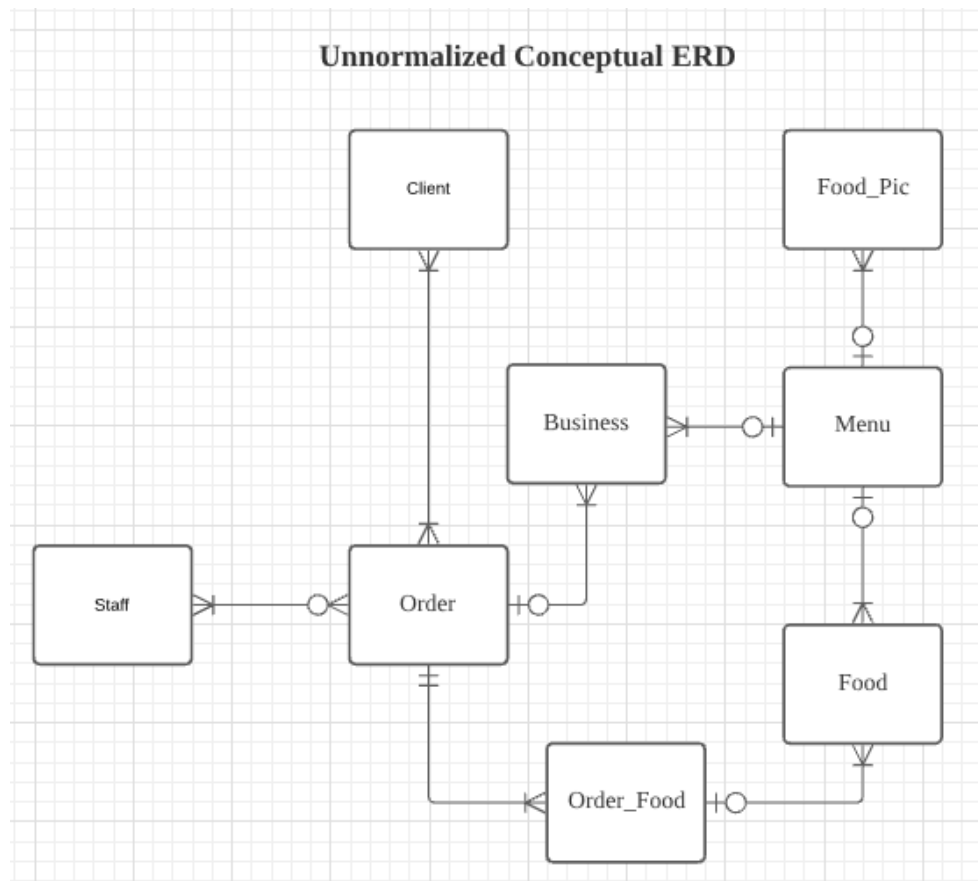 Unnormalized Conceptual ERD
Client
Food_Pic
Business
Menu
Staff
Order
Food
Order_Food